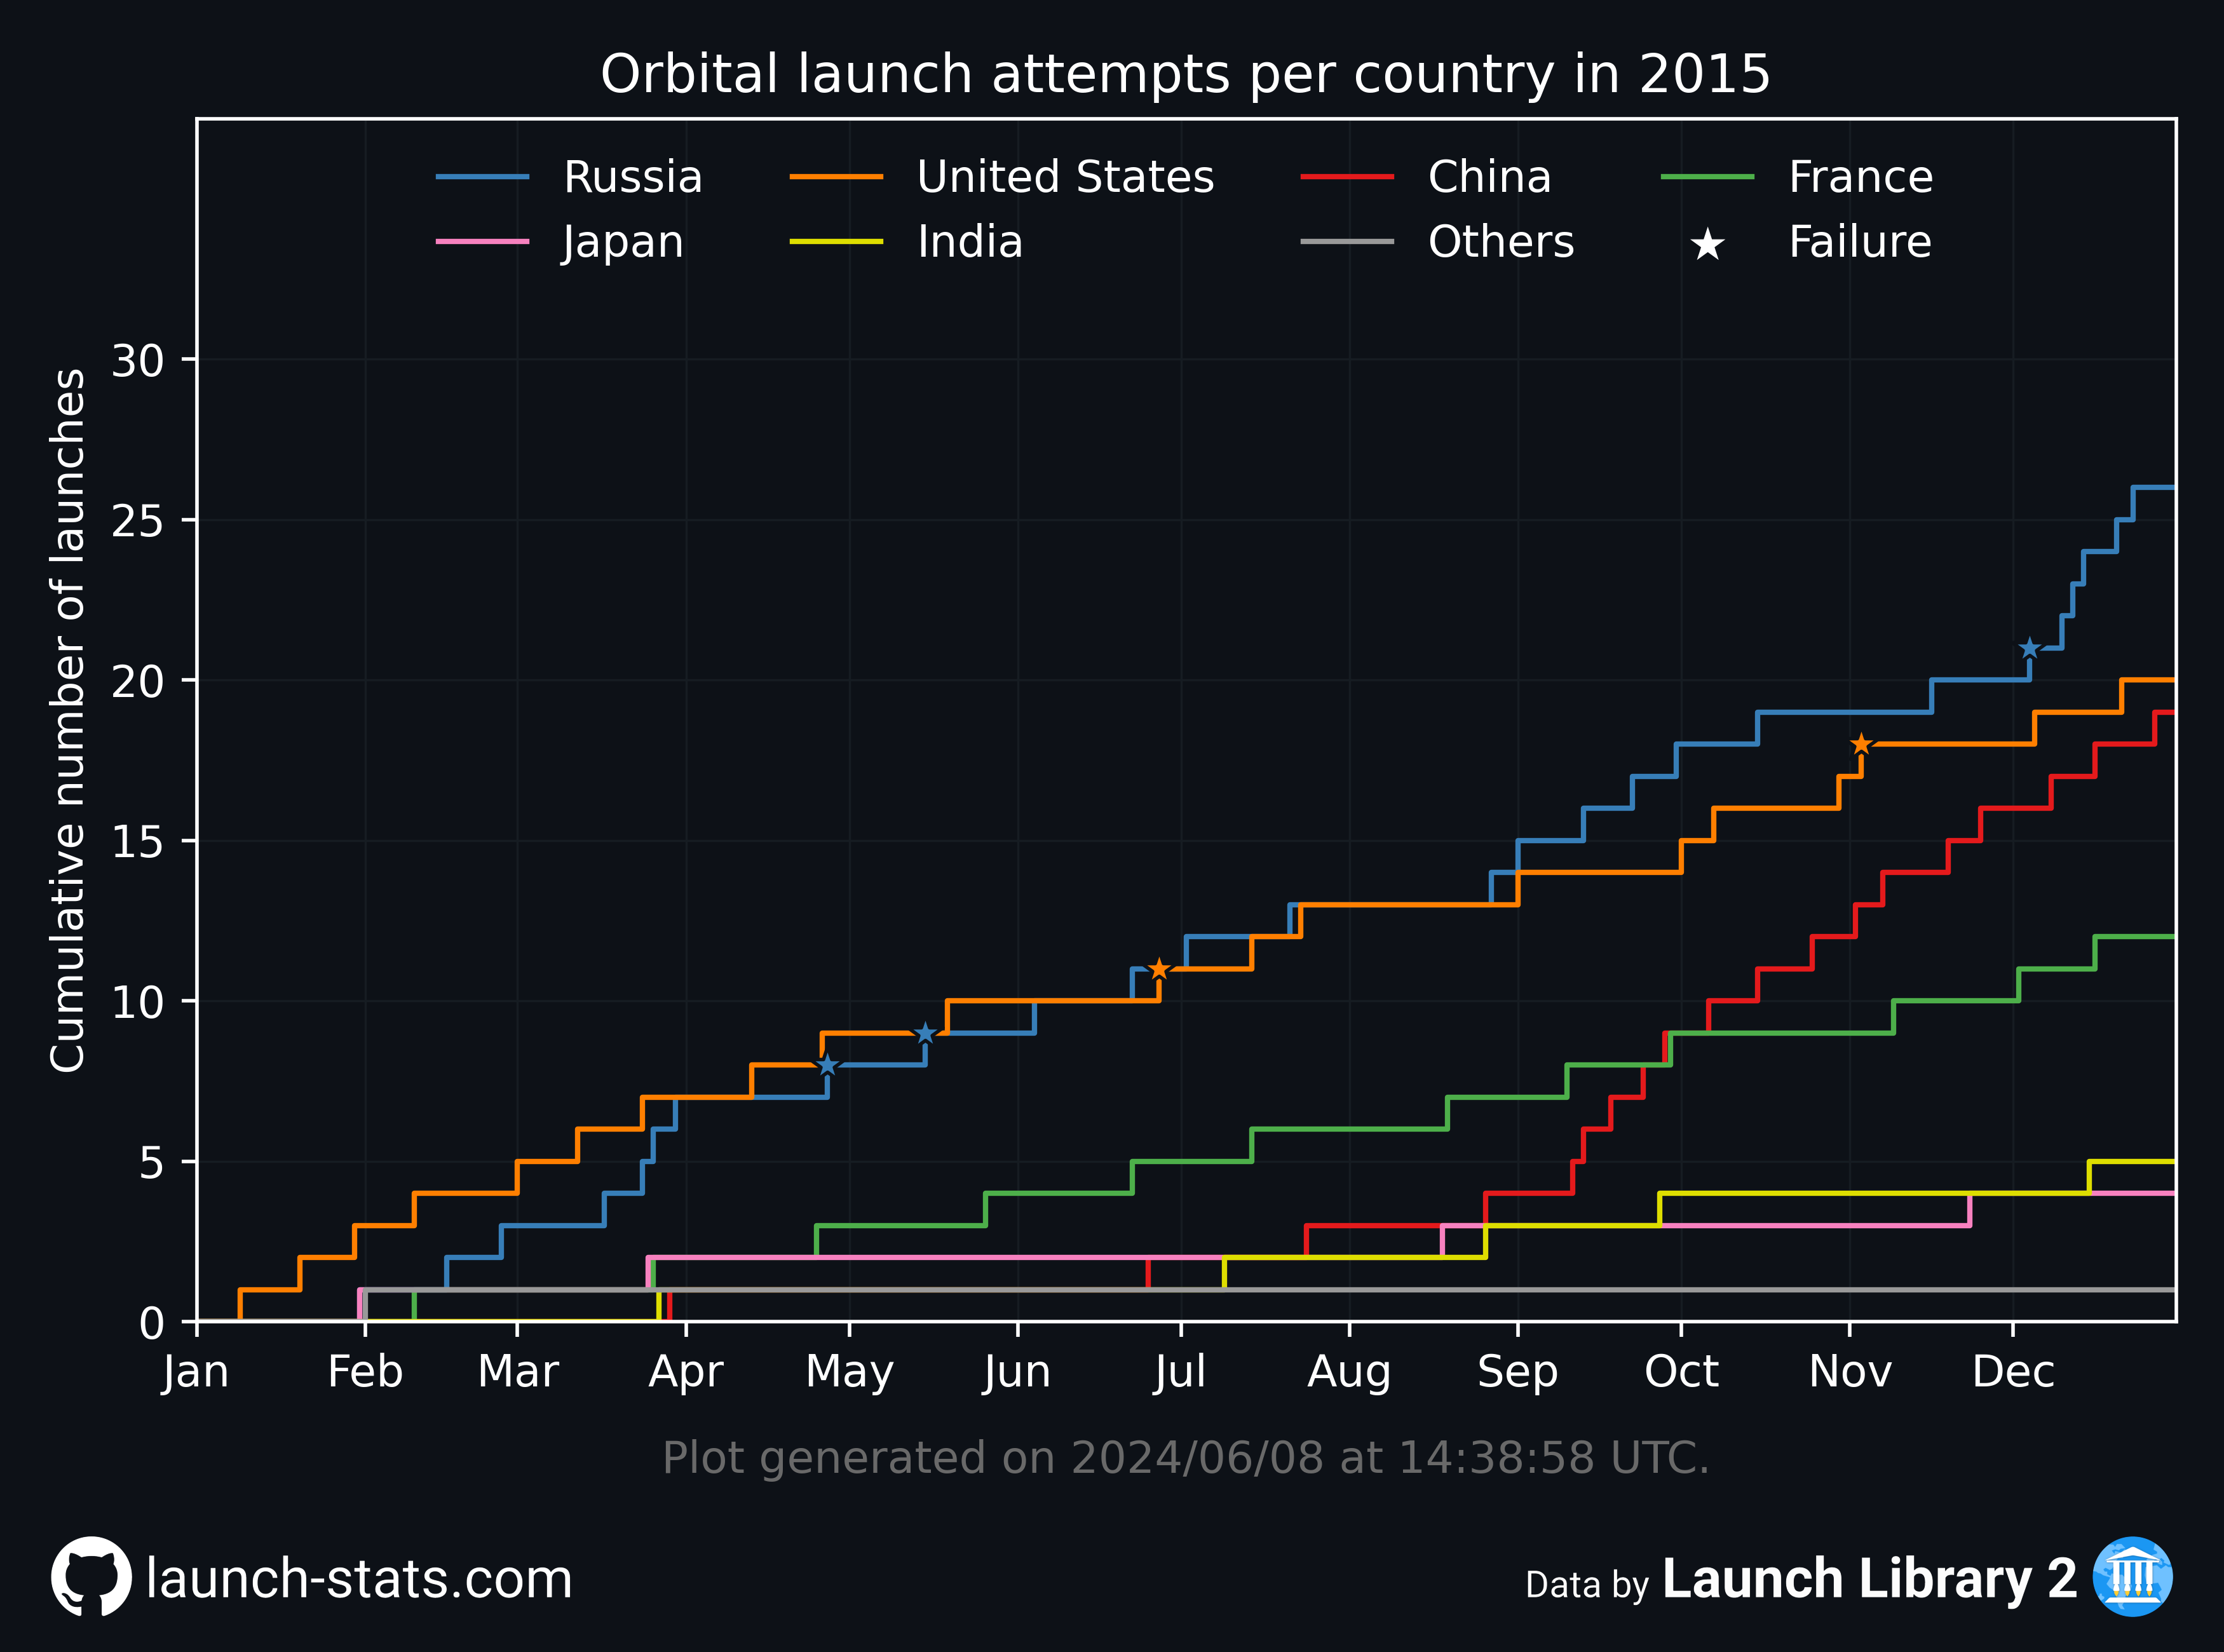 Orbital launch attempts per country in 2015
Russia United States China France
Japan India Others Failure
Cumulative number of launches
30
25
20
15
10
5
0
Jan Feb Mar Apr May Jun Jul Aug Sep Oct Nov Dec
Plot generated on 2024/06/08 at 14:38:58 UTC.
launch-stats.com
Data by Launch Library 2